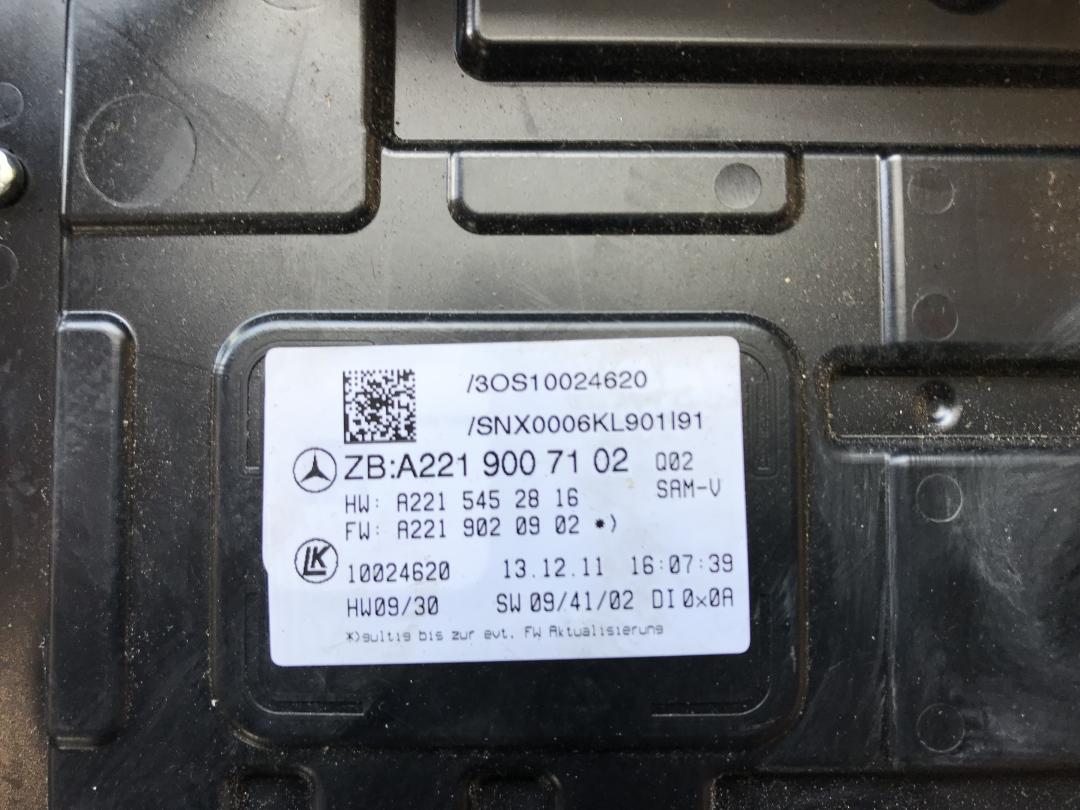 /3OS10024620
/SNX0006KL901I91
ZB:A221 900 71 02 Q02
HW: A221 545 28 16 SAM-V
FW: A221 902 09 02 *)
LK
10024620 13.12.11 16:07:39
HW09/30 SW 09/41/02 DI 0x0A
*)gultig bis zur evt. FW Aktualisierung